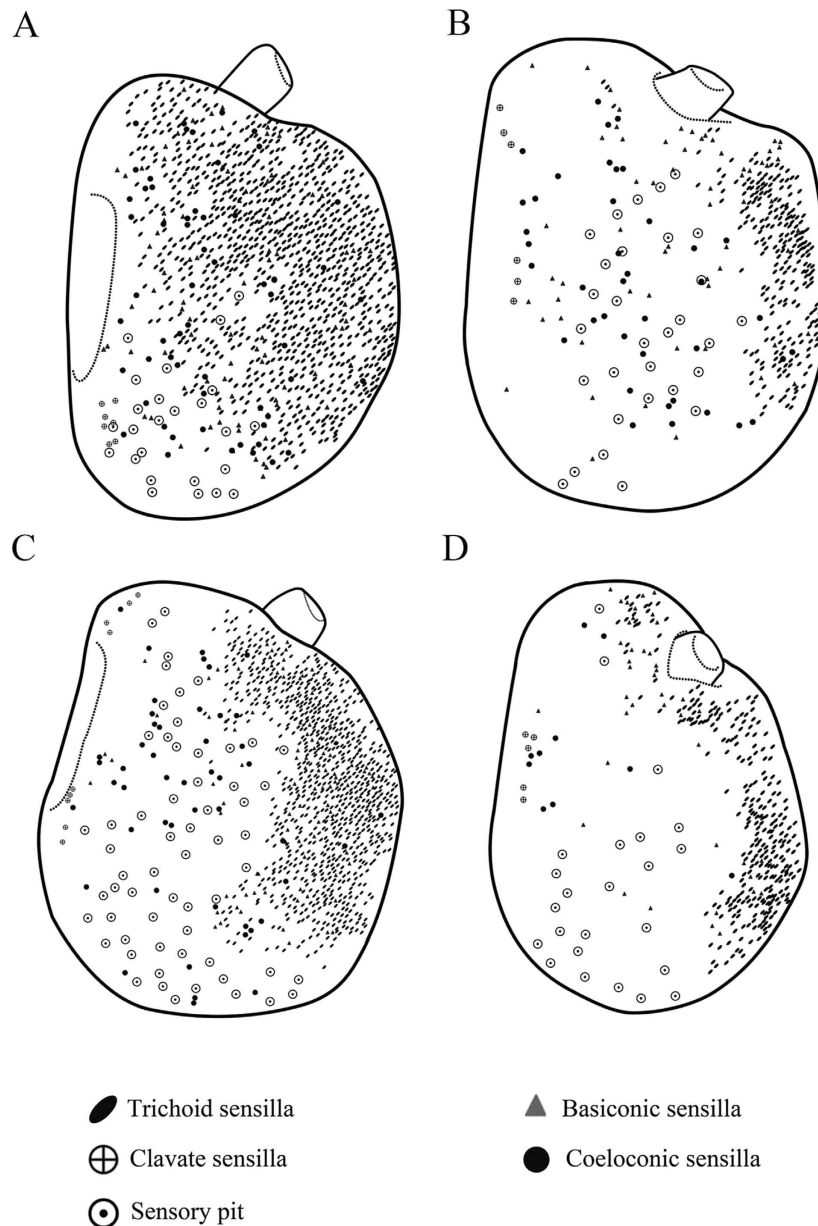 A
B
C
D
Trichoid sensilla
Basiconic sensilla
Clavate sensilla
Coeloconic sensilla
Sensory pit